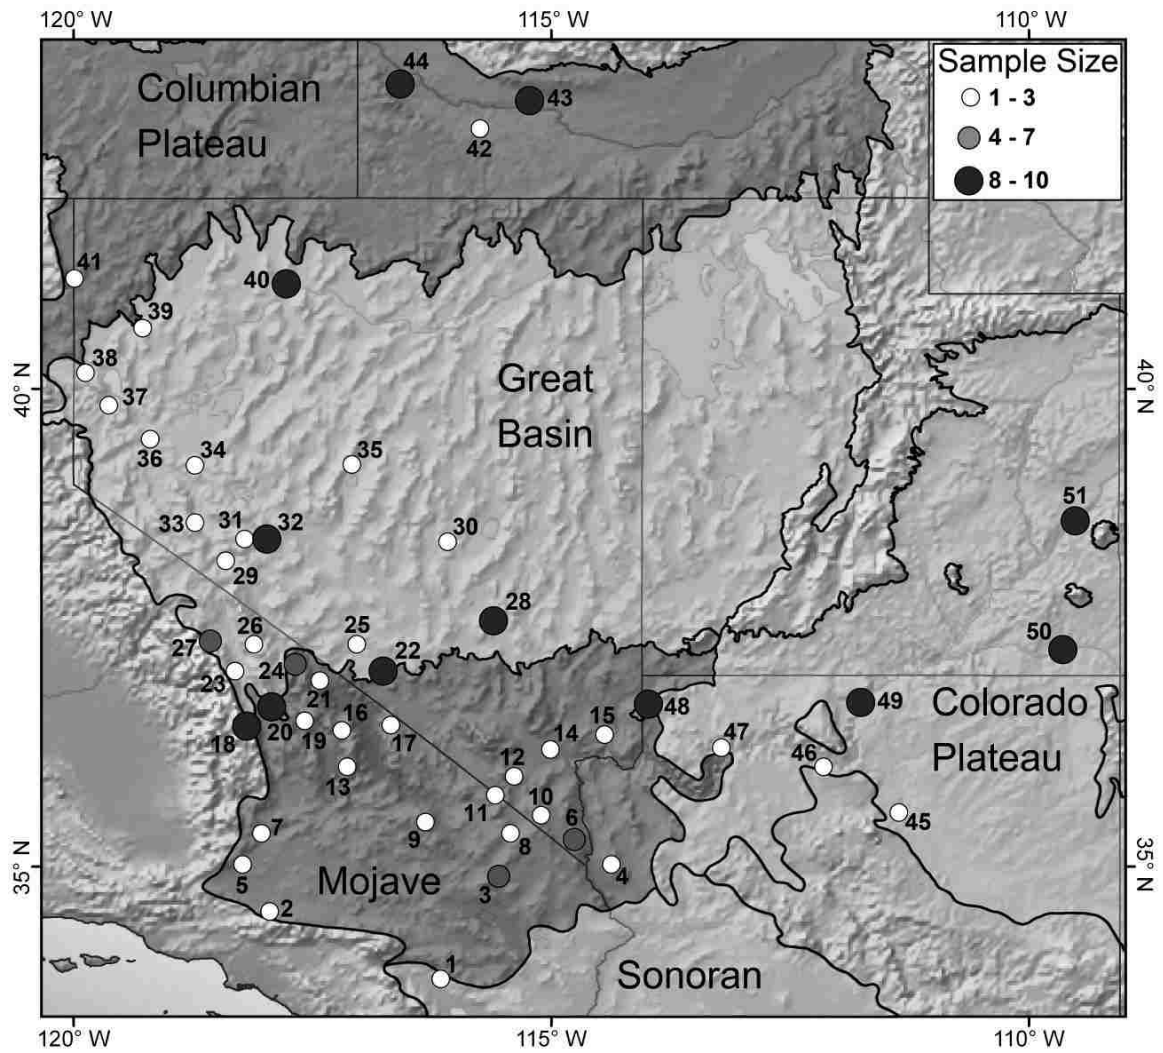 120° W 115° W 110° W
Sample Size
1 - 3
4 - 7
8 - 10
Columbian
Plateau
44
43
42
41
40
39
38
37
36
34
35
40° N
40° N
Great
Basin
33
31
32
30
29
28
51
50
27
26
25
24
23
22
21
20
19
18
16
17
15
14
13
12
11
10
9
8
7
6
5
4
3
2
1
48
47
49
46
45
Colorado
Plateau
35° N
35° N
Mojave
Sonoran
120° W 115° W 110° W